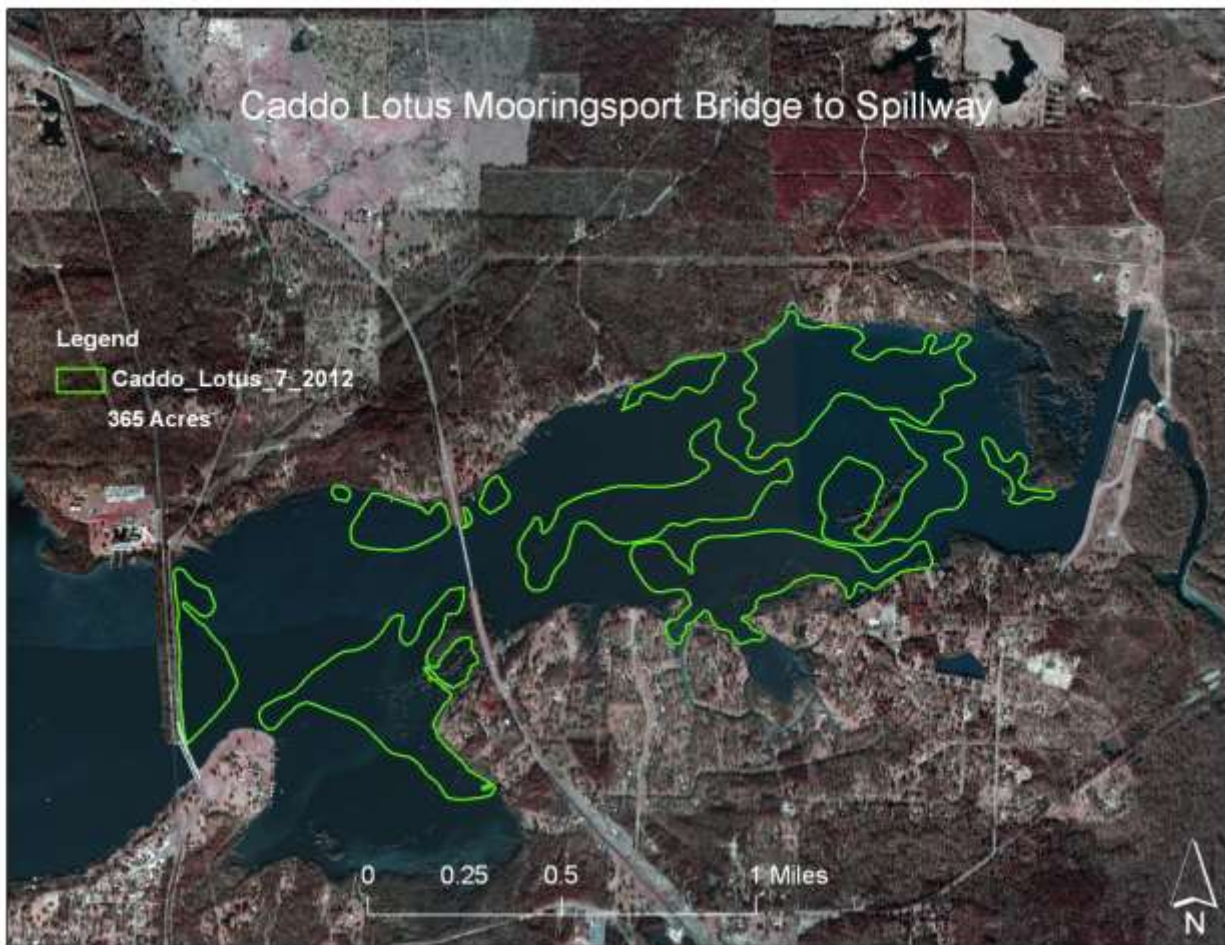 Caddo Lotus Mooringsport Bridge to Spillway
Legend
Caddo_Lotus_7_2012
365 Acres
0 0.25 0.5 1 Miles
N